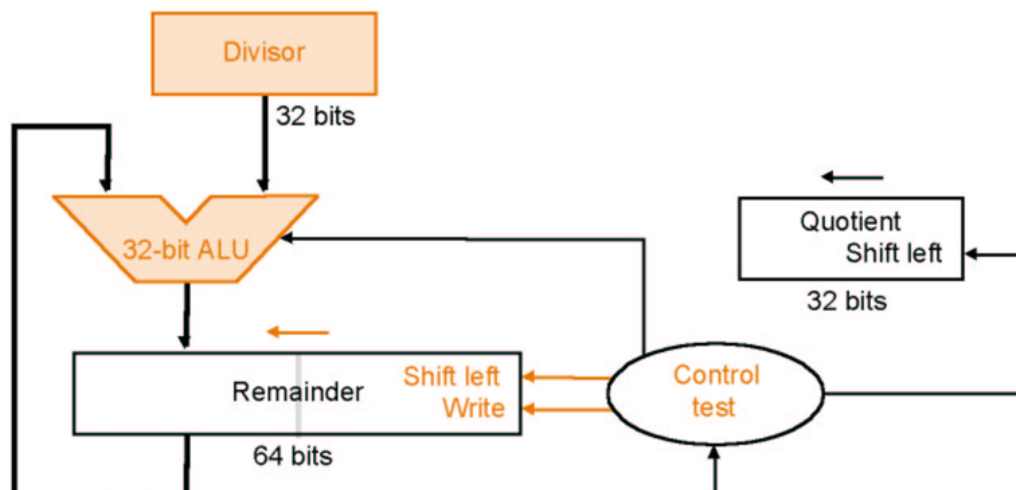 Divisor
32 bits
32-bit ALU
Quotient
Shift left
32 bits
Remainder
Shift left
Write
64 bits
Control
test